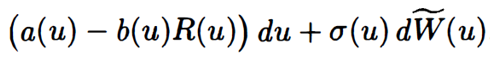 (a(u) − b(u)R(u)) du + σ(u) dW̃(u)